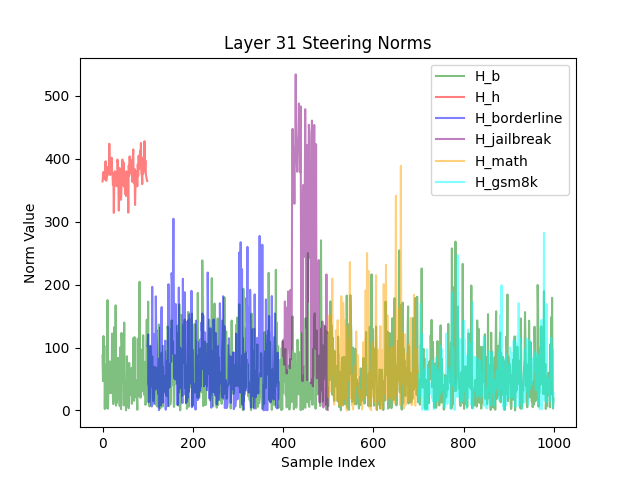 Layer 31 Steering Norms
Norm Value
500
400
300
200
100
0
H_b
H_h
H_borderline
H_jailbreak
H_math
H_gsm8k
0 200 400 600 800 1000
Sample Index